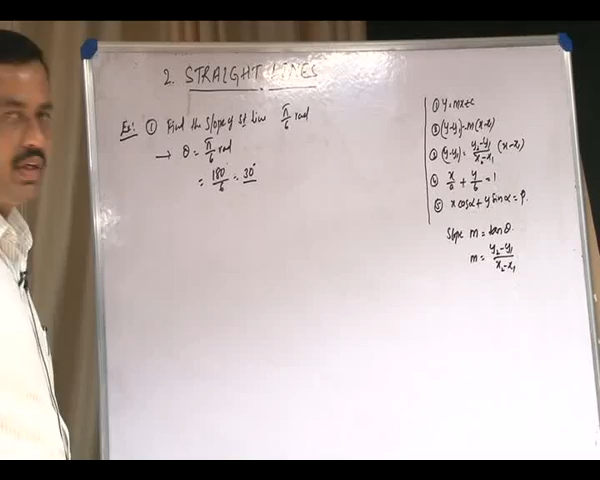 2. STRAIGHT LINES
Ex: ① Find the Slope of st line π/6 rad
→ θ = π/6 rad
= 180°/6 = 30°
① y = mx+c
② (y-y₁) = m(x-x₁)
③ (y-y₁) = y₂-y₁/x₂-x₁ (x-x₁)
④ x/a + y/b = 1
⑤ x cosα + y sinα = p.
Slope m = tanθ.
m = y₂-y₁/x₂-x₁